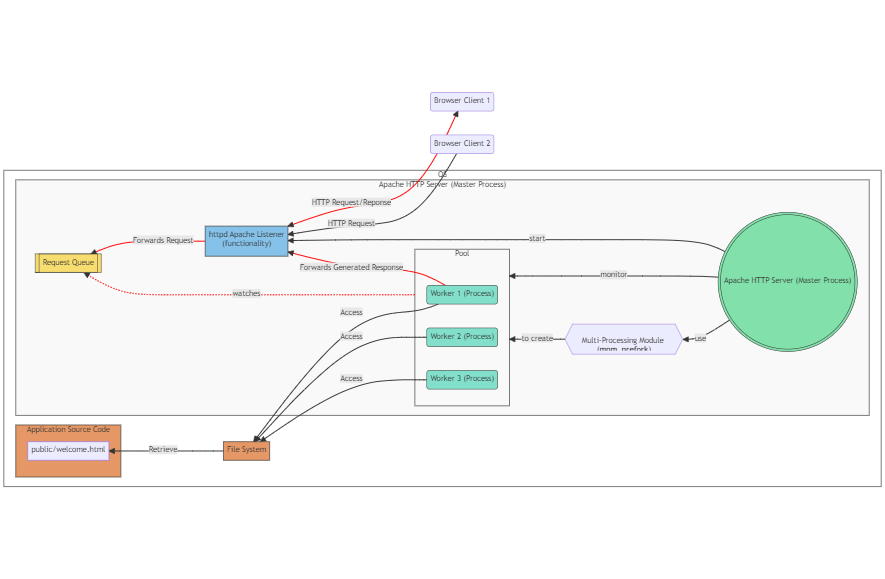 Browser Client 1
Browser Client 2
OS
Apache HTTP Server (Master Process)
HTTP Request/Reponse
HTTP Request
httpd Apache Listener
(functionality)
Forwards Request
start
Pool
Request Queue
Forwards Generated Response
monitor
Apache HTTP Server (Master Process)
watches
Worker 1 (Process)
Access
Access
Worker 2 (Process)
to create
Multi-Processing Module
(mpm_prefork)
use
Access
Worker 3 (Process)
Application Source Code
public/welcome.html
Retrieve
File System